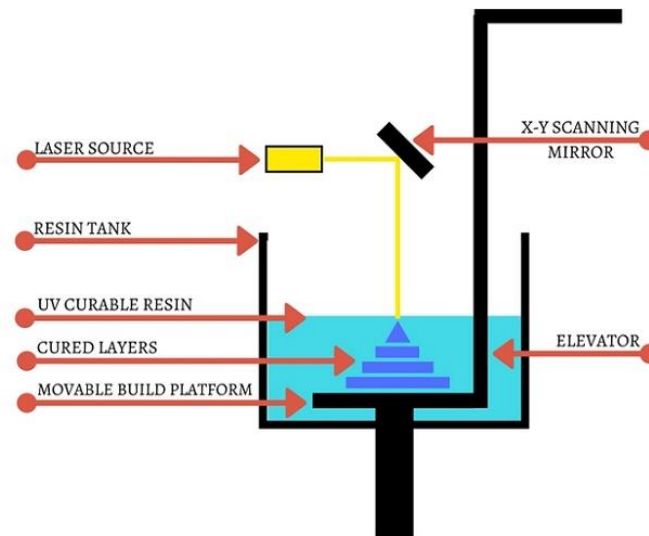 LASER SOURCE
X-Y SCANNING
MIRROR
RESIN TANK
UV CURABLE RESIN
CURED LAYERS
ELEVATOR
MOVABLE BUILD PLATFORM